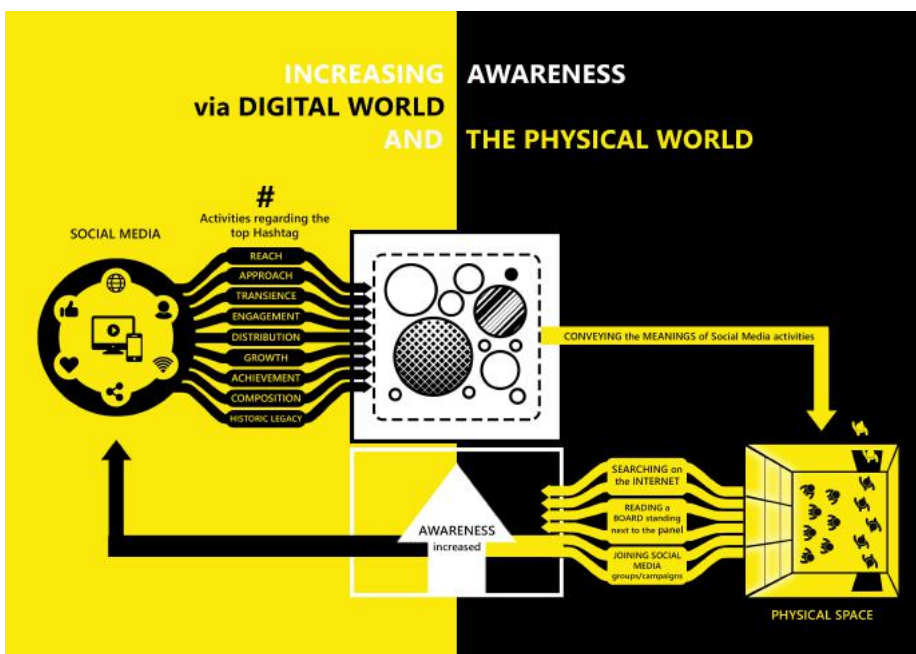 INCREASING AWARENESS
via DIGITAL WORLD
AND THE PHYSICAL WORLD
#
Activities regarding the
top Hashtag
SOCIAL MEDIA
REACH
APPROACH
TRANSIENCE
ENGAGEMENT
DISTRIBUTION
GROWTH
ACHIEVEMENT
COMPOSITION
HISTORIC LEGACY
CONVEYING the MEANINGS of Social Media activities
SEARCHING on
the INTERNET
READING a
BOARD standing
next to the panel
JOINING SOCIAL
MEDIA
groups/campaigns
AWARENESS
increased
PHYSICAL SPACE